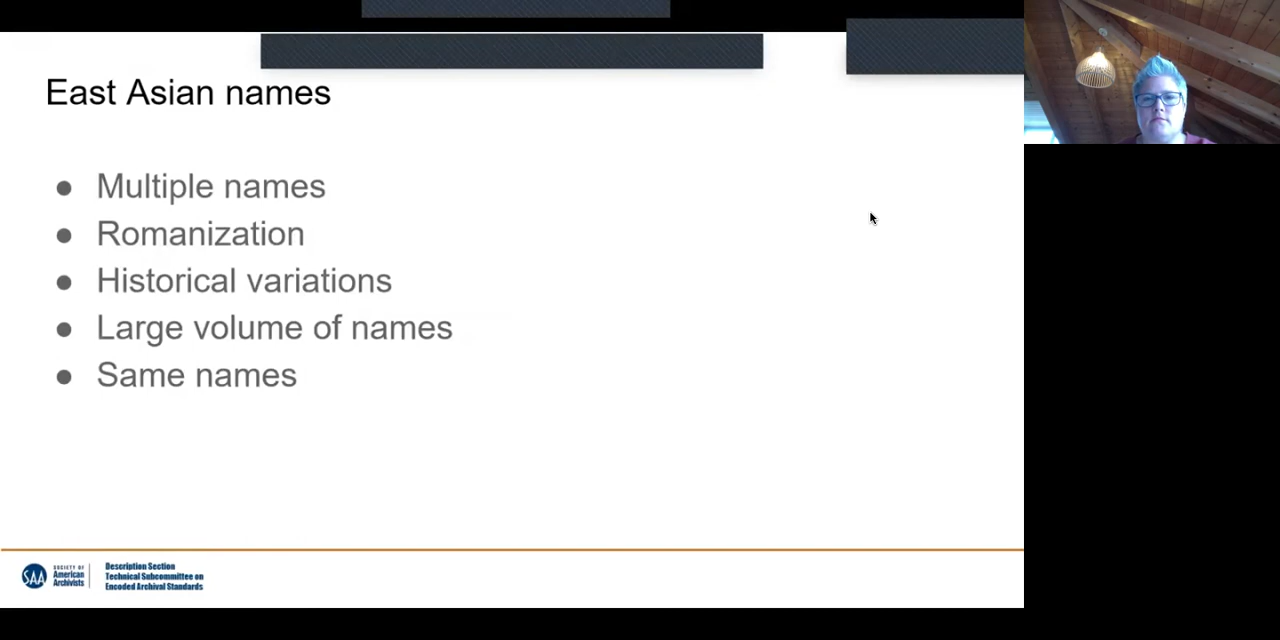 East Asian names
Multiple names
Romanization
Historical variations
Large volume of names
Same names
SAA
SOCIETY OF
American
Archivists
Description Section
Technical Subcommittee on
Encoded Archival Standards